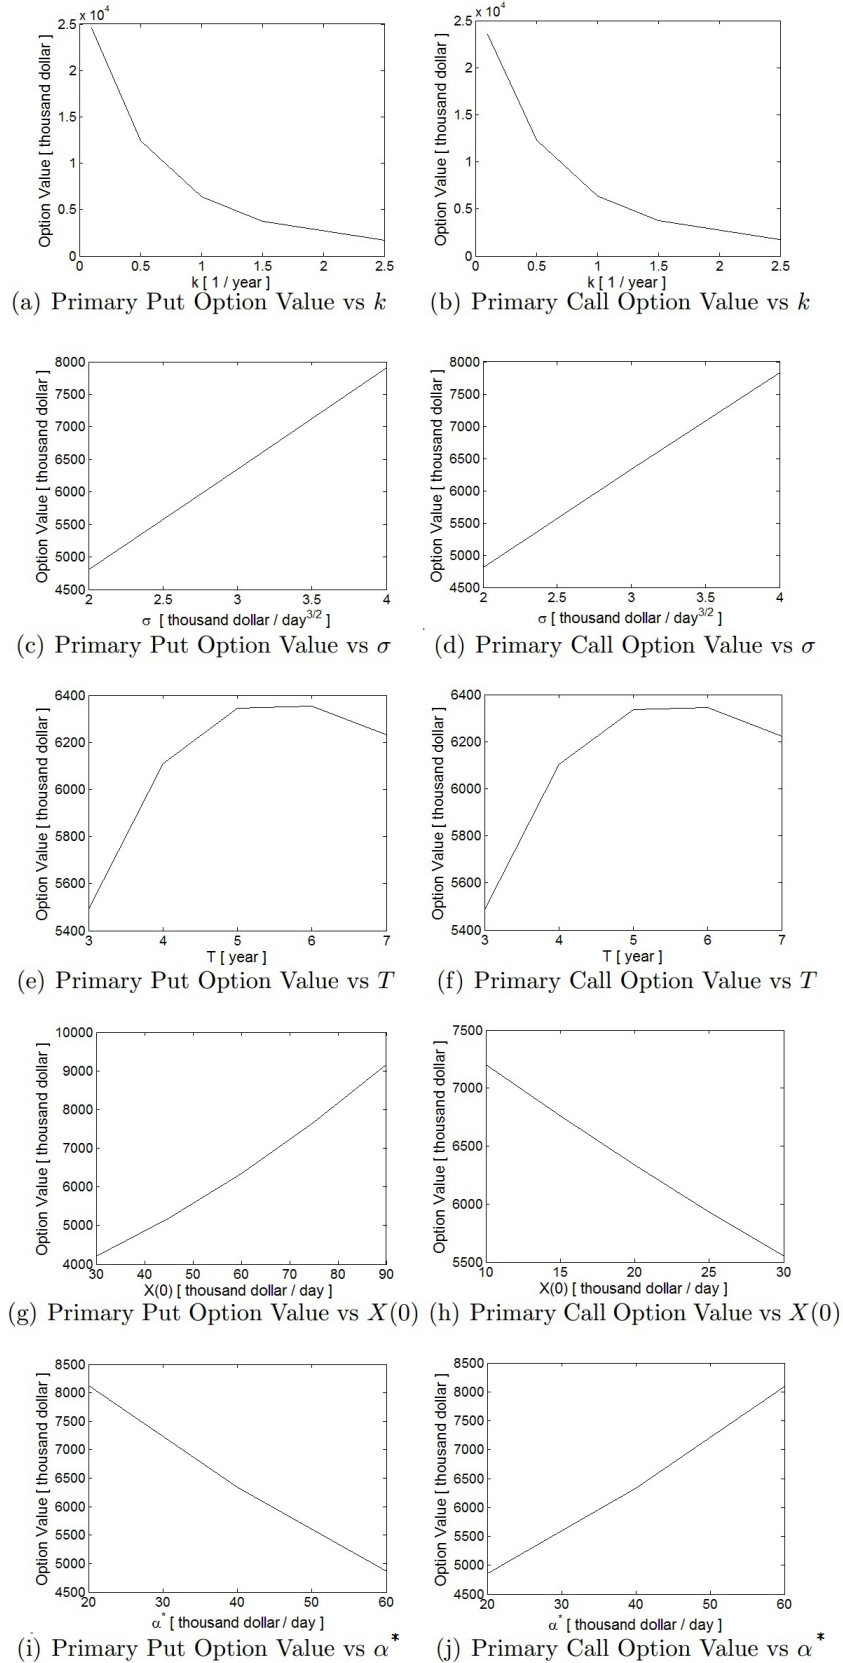 x 10⁴ x 10⁴
2.5 2.5
2 2
1.5 1.5
1 1
0.5 0.5
0 0
Option Value [ thousand dollar ] Option Value [ thousand dollar ]
0 0.5 1 1.5 2 2.5 0 0.5 1 1.5 2 2.5
k [ 1 / year ] k [ 1 / year ]
(a) Primary Put Option Value vs k (b) Primary Call Option Value vs k
8000 8000
7500 7500
7000 7000
6500 6500
6000 6000
5500 5500
5000 5000
4500 4500
Option Value [ thousand dollar ] Option Value [ thousand dollar ]
2 2.5 3 3.5 4 2 2.5 3 3.5 4
σ [ thousand dollar / day³/² ] σ [ thousand dollar / day³/² ]
(c) Primary Put Option Value vs σ (d) Primary Call Option Value vs σ
6400 6400
6200 6200
6000 6000
5800 5800
5600 5600
5400 5400
Option Value [ thousand dollar ] Option Value [ thousand dollar ]
3 4 5 6 7 3 4 5 6 7
T [ year ] T [ year ]
(e) Primary Put Option Value vs T (f) Primary Call Option Value vs T
10000 7500
9000 7000
8000 6500
7000 6000
6000 5500
5000
4000
Option Value [ thousand dollar ] Option Value [ thousand dollar ]
30 40 50 60 70 80 90 10 15 20 25 30
X(0) [ thousand dollar / day ] X(0) [ thousand dollar / day ]
(g) Primary Put Option Value vs X(0) (h) Primary Call Option Value vs X(0)
8500 8500
8000 8000
7500 7500
7000 7000
6500 6500
6000 6000
5500 5500
5000 5000
4500 4500
Option Value [ thousand dollar ] Option Value [ thousand dollar ]
20 30 40 50 60 20 30 40 50 60
α* [ thousand dollar / day ] α* [ thousand dollar / day ]
(i) Primary Put Option Value vs α* (j) Primary Call Option Value vs α*